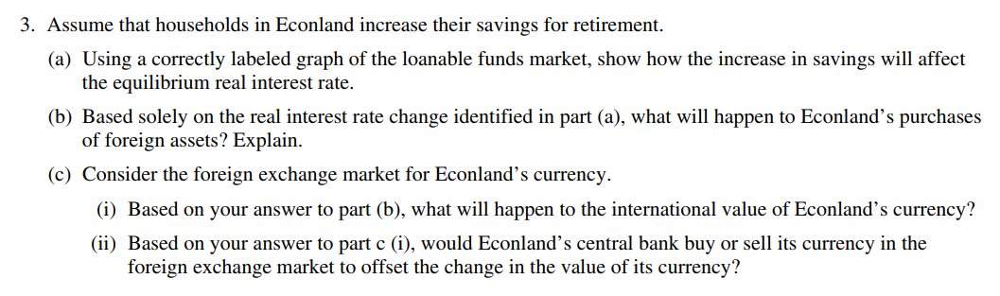 3. Assume that households in Econland increase their savings for retirement.
(a) Using a correctly labeled graph of the loanable funds market, show how the increase in savings will affect
the equilibrium real interest rate.
(b) Based solely on the real interest rate change identified in part (a), what will happen to Econland’s purchases
of foreign assets? Explain.
(c) Consider the foreign exchange market for Econland’s currency.
(i) Based on your answer to part (b), what will happen to the international value of Econland’s currency?
(ii) Based on your answer to part c (i), would Econland’s central bank buy or sell its currency in the
foreign exchange market to offset the change in the value of its currency?